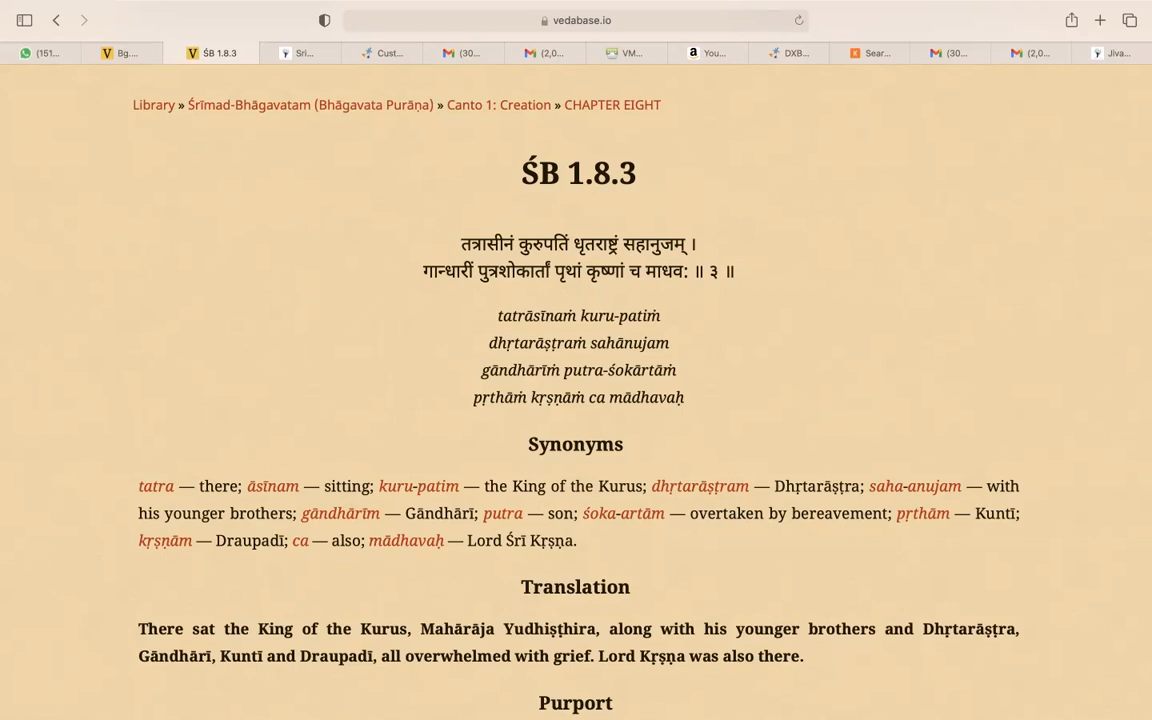 vedabase.io
(151...
Bg....
ŚB 1.8.3
Sri...
Cust...
(30...
(2,0...
VM...
You...
DXB...
Sear...
(30...
(2,0...
Jiva...
Library » Śrīmad-Bhāgavatam (Bhāgavata Purāṇa) » Canto 1: Creation » CHAPTER EIGHT
ŚB 1.8.3
तत्रासीनं कुरुपतिं धृतराष्ट्रं सहानुजम् ।
गान्धारीं पुत्रशोकार्तां पृथां कृष्णां च माधव: ॥ ३ ॥
tatrāsīnaṁ kuru-patiṁ
dhṛtarāṣṭraṁ sahānujam
gāndhārīṁ putra-śokārtāṁ
pṛthāṁ kṛṣṇāṁ ca mādhavaḥ
Synonyms
tatra — there; āsīnam — sitting; kuru-patim — the King of the Kurus; dhṛtarāṣṭram — Dhṛtarāṣṭra; saha-anujam — with
his younger brothers; gāndhārīm — Gāndhārī; putra — son; śoka-artām — overtaken by bereavement; pṛthām — Kuntī;
kṛṣṇām — Draupadī; ca — also; mādhavaḥ — Lord Śrī Kṛṣṇa.
Translation
There sat the King of the Kurus, Mahārāja Yudhiṣṭhira, along with his younger brothers and Dhṛtarāṣṭra,
Gāndhārī, Kuntī and Draupadī, all overwhelmed with grief. Lord Kṛṣṇa was also there.
Purport